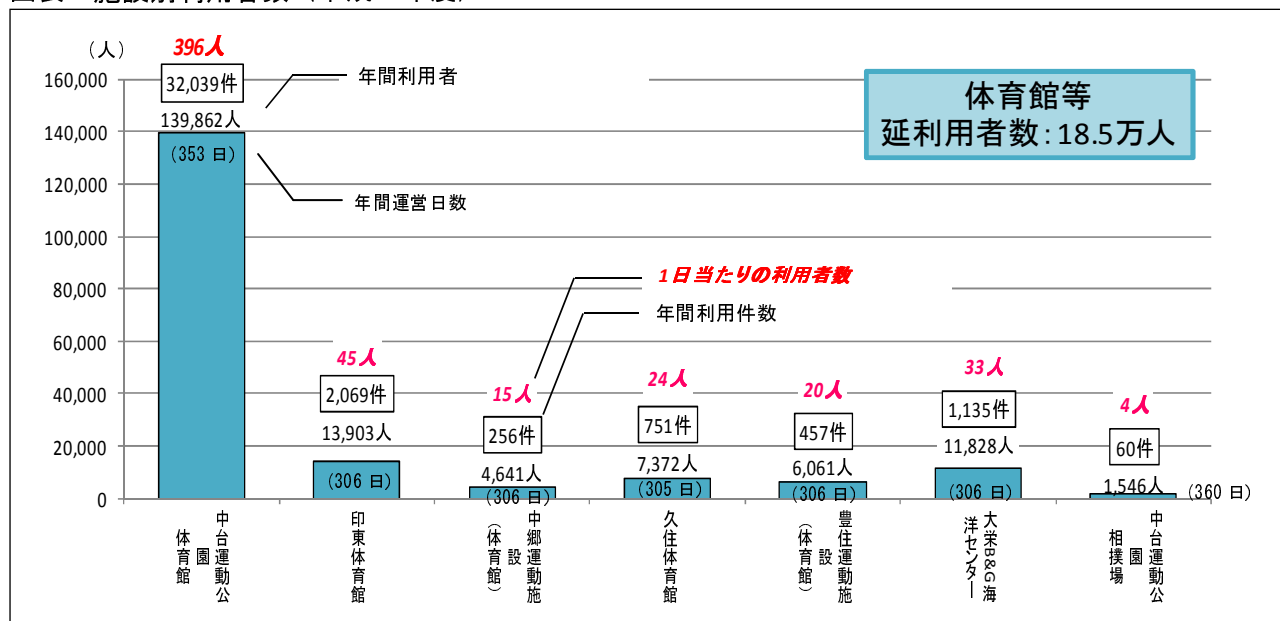 （人）
160,000
140,000
120,000
100,000
80,000
60,000
40,000
20,000
0
体育館等
延利用者数：18.5万人
年間利用者
年間運営日数
1日当たりの利用者数
年間利用件数
396人
32,039件
139,862人
（353 日）
45人
2,069件
13,903人
（306 日）
15人
256件
4,641人
（306 日）
24人
751件
7,372人
（305 日）
20人
457件
6,061人
（306 日）
33人
1,135件
11,828人
（306 日）
4人
60件
1,546人
（360 日）
中台運動公
園
体育館
印東体育館
中郷運動施
設
（体育館）
久住体育館
豊住運動施
設
（体育館）
大栄B&G海
洋センター
中台運動公
園
相撲場